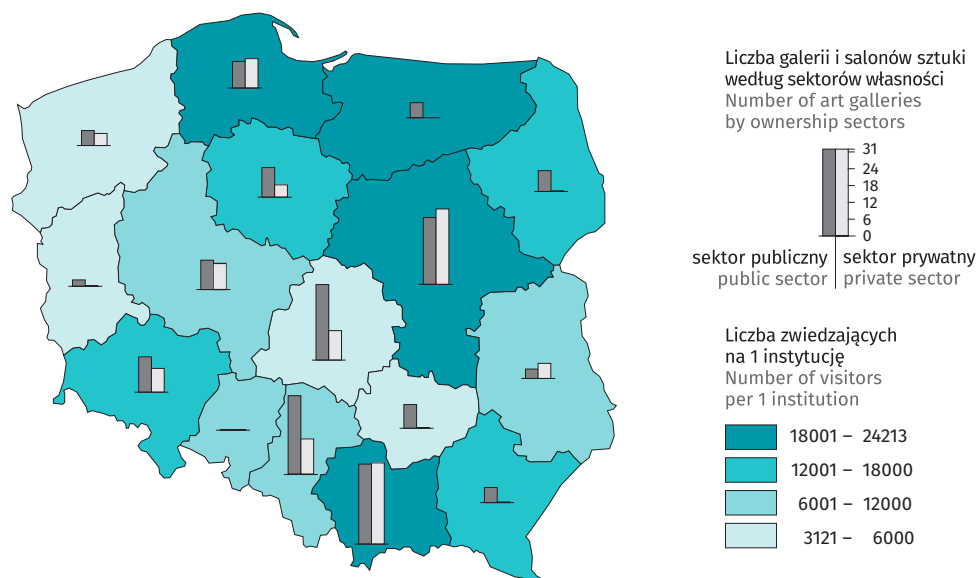 Liczba galerii i salonów sztuki
według sektorów własności
Number of art galleries
by ownership sectors
31
24
18
12
6
0
sektor publiczny
public sector
sektor prywatny
private sector
Liczba zwiedzających
na 1 instytucję
Number of visitors
per 1 institution
18001 – 24213
12001 – 18000
6001 – 12000
3121 – 6000